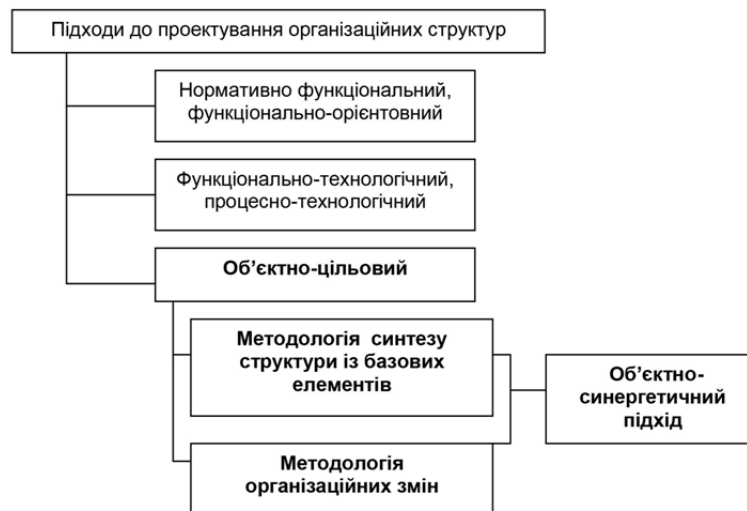 Підходи до проектування організаційних структур
Нормативно функціональний,
функціонально-орієнтовний
Функціонально-технологічний,
процесно-технологічний
Об’єктно-цільовий
Методологія синтезу
структури із базових
елементів
Об’єктно-
синергетичний
підхід
Методологія
організаційних змін